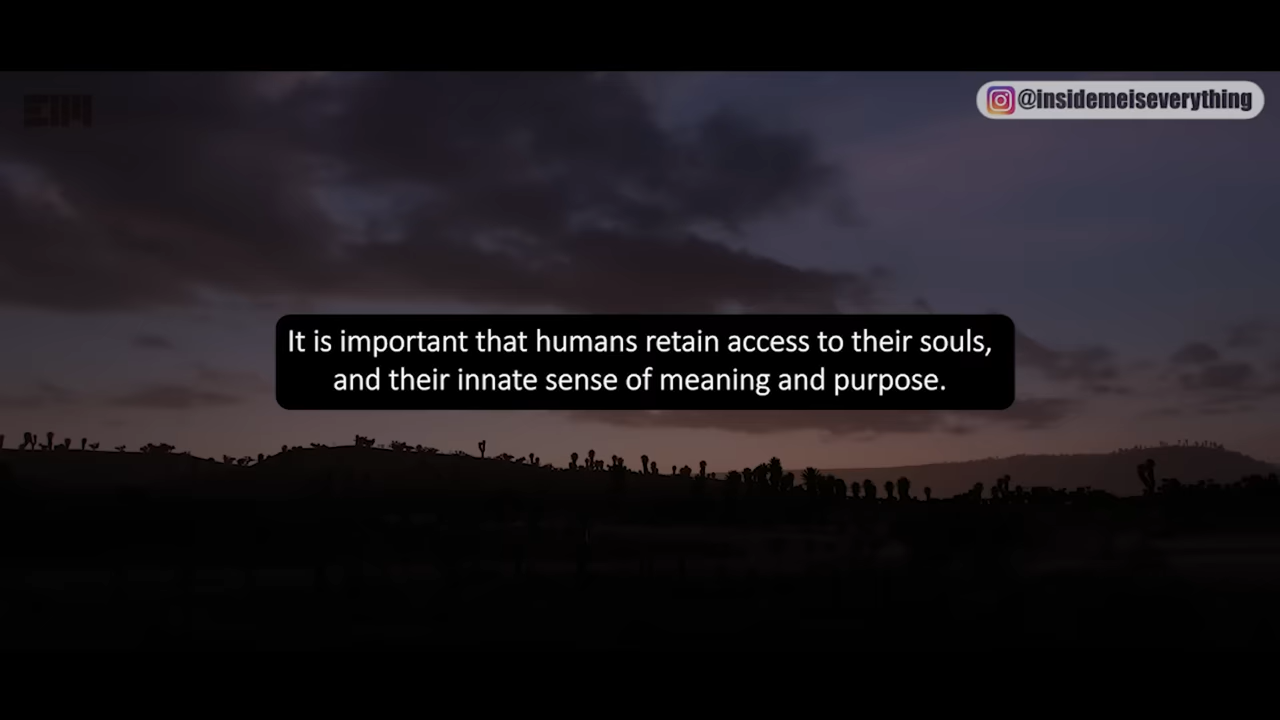 @insidemeiseverything
It is important that humans retain access to their souls,
and their innate sense of meaning and purpose.